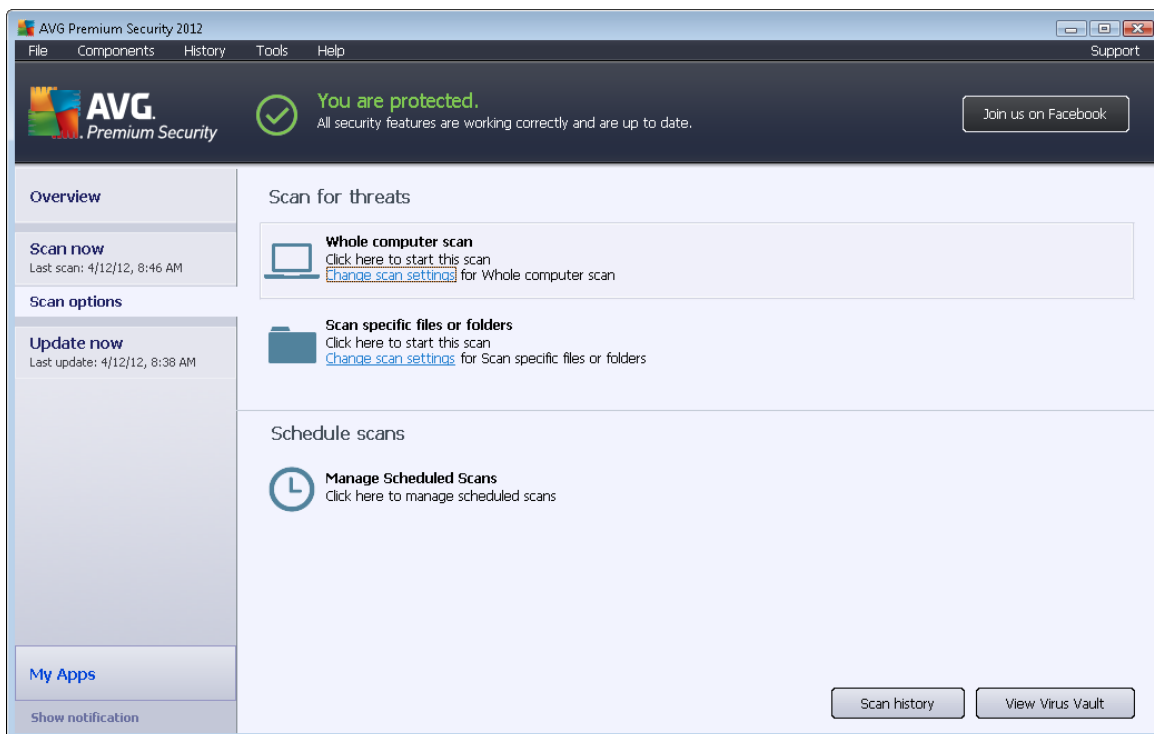 AVG Premium Security 2012
File Components History Tools Help Support
AVG.
Premium Security
You are protected.
All security features are working correctly and are up to date.
Join us on Facebook
Overview
Scan now
Last scan: 4/12/12, 8:46 AM
Scan options
Update now
Last update: 4/12/12, 8:38 AM
My Apps
Show notification
Scan for threats
Whole computer scan
Click here to start this scan
Change scan settings for Whole computer scan
Scan specific files or folders
Click here to start this scan
Change scan settings for Scan specific files or folders
Schedule scans
Manage Scheduled Scans
Click here to manage scheduled scans
Scan history
View Virus Vault